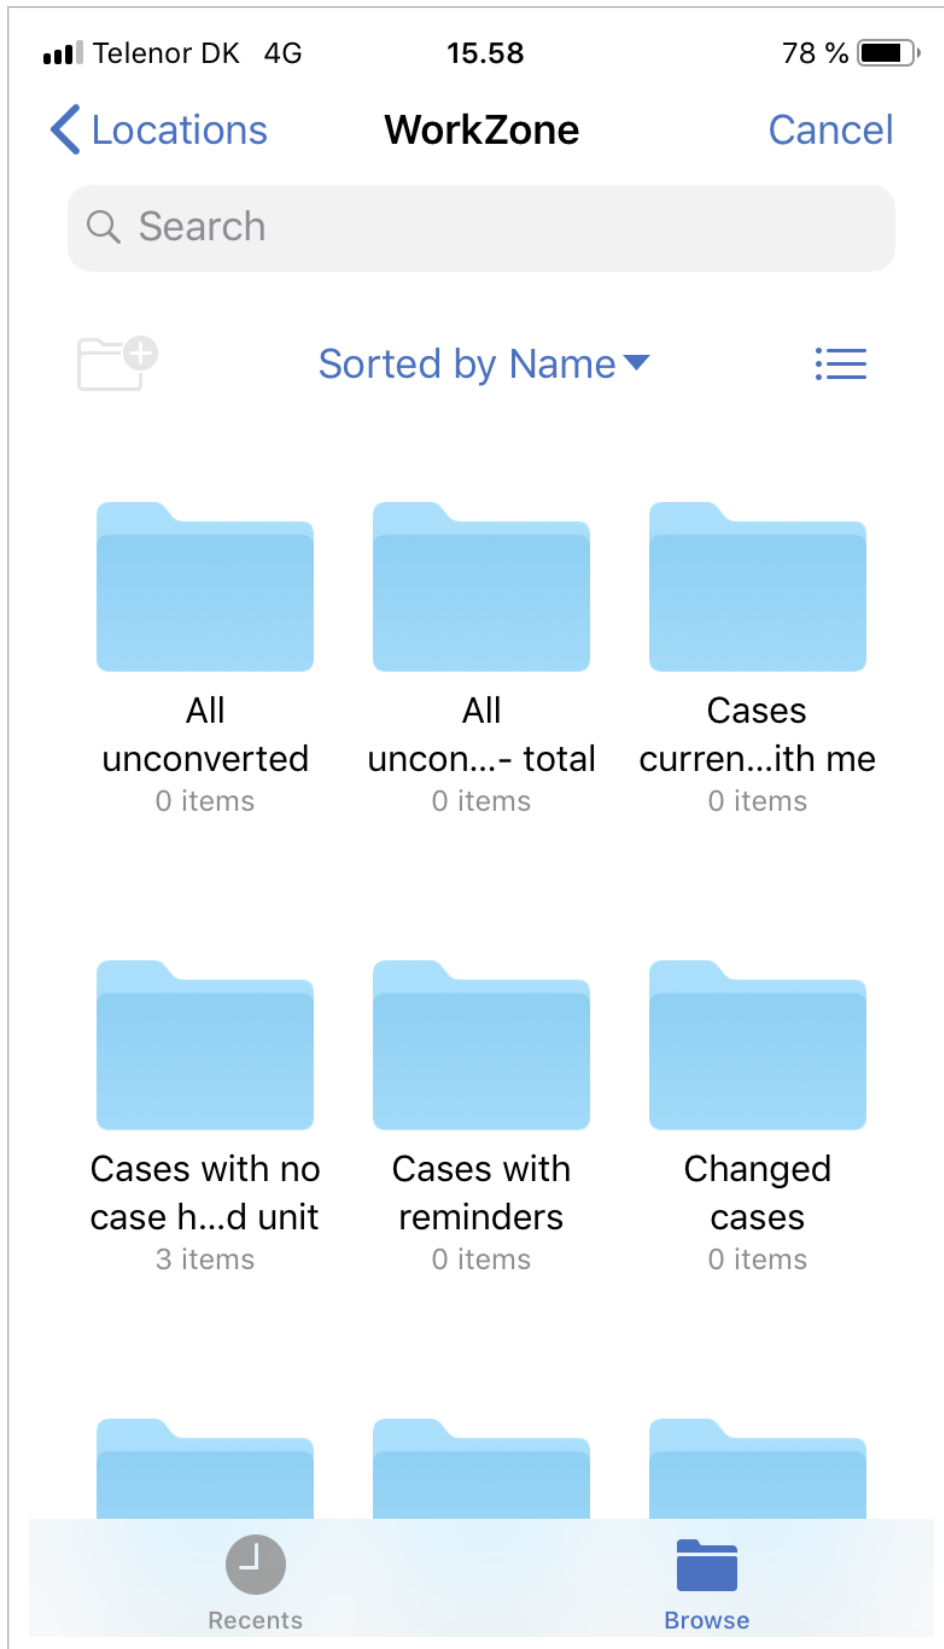 Telenor DK 4G 15.58 78 %
Locations WorkZone Cancel
Search
Sorted by Name
All
unconverted
0 items
All
uncon...- total
0 items
Cases
curren...ith me
0 items
Cases with no
case h...d unit
3 items
Cases with
reminders
0 items
Changed
cases
0 items
Recents Browse